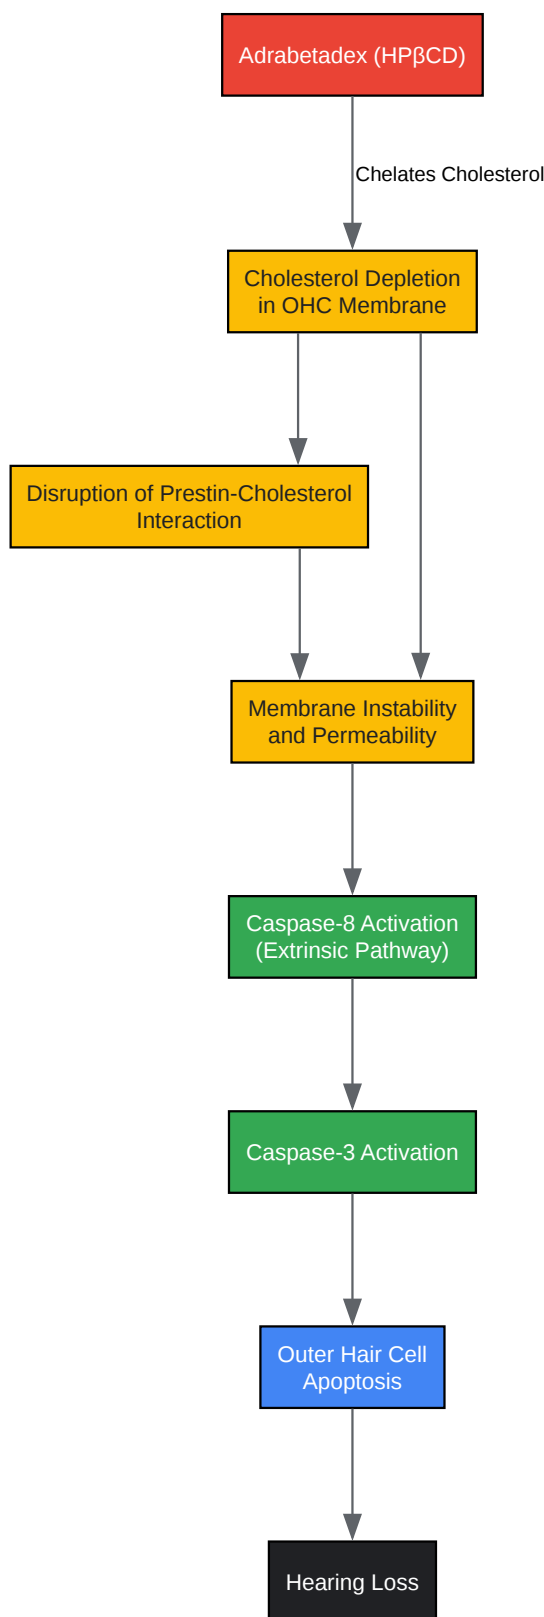 Adrabetadex (HPβCD)
Chelates Cholesterol
Cholesterol Depletion
in OHC Membrane
Disruption of Prestin-Cholesterol
Interaction
Membrane Instability
and Permeability
Caspase-8 Activation
(Extrinsic Pathway)
Caspase-3 Activation
Outer Hair Cell
Apoptosis
Hearing Loss